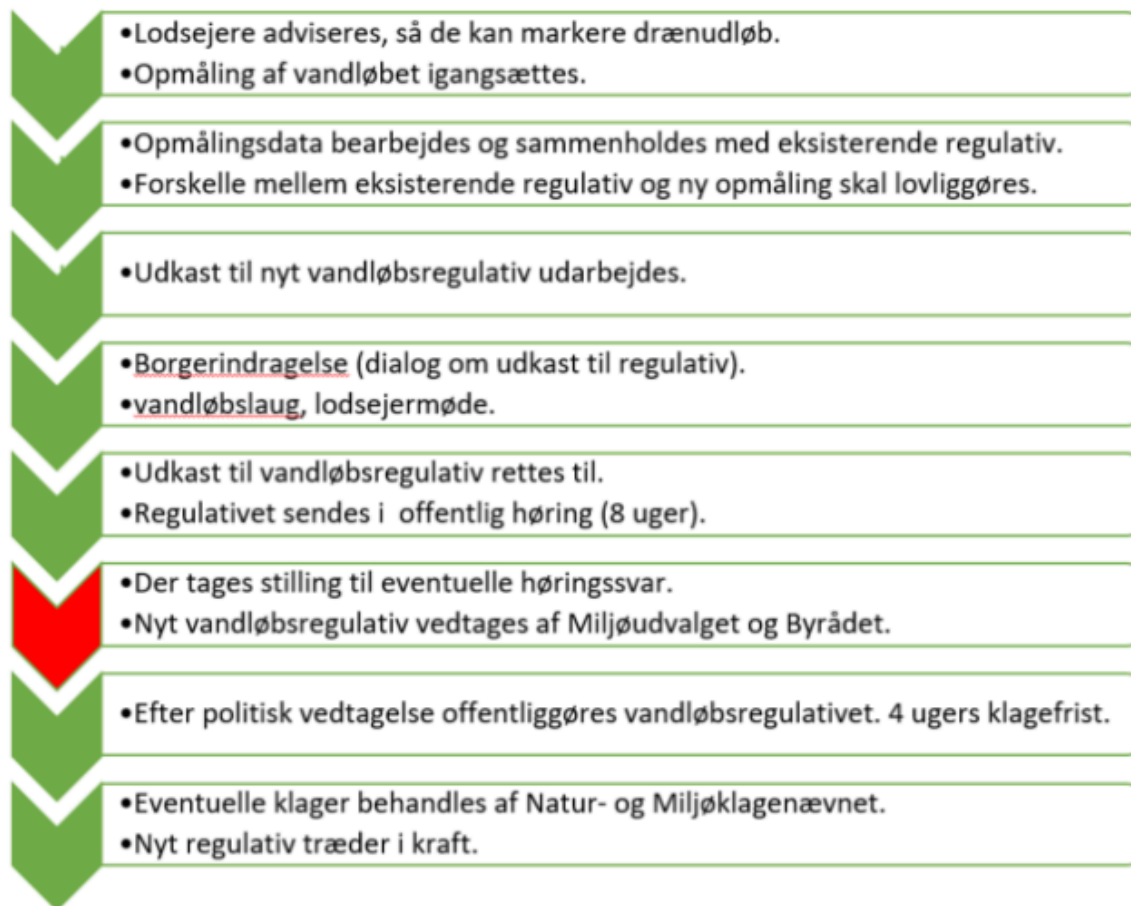 •Lodsejere adviseres, så de kan markere drænudløb.
•Opmåling af vandløbet igangsættes.
•Opmålingsdata bearbejdes og sammenholdes med eksisterende regulativ.
•Forskelle mellem eksisterende regulativ og ny opmåling skal lovliggøres.
•Udkast til nyt vandløbsregulativ udarbejdes.
•Borgerindragelse (dialog om udkast til regulativ).
•vandløbslaug, lodsejermøde.
•Udkast til vandløbsregulativ rettes til.
•Regulativet sendes i  offentlig høring (8 uger).
•Der tages stilling til eventuelle høringssvar.
•Nyt vandløbsregulativ vedtages af Miljøudvalget og Byrådet.
•Efter politisk vedtagelse offentliggøres vandløbsregulativet. 4 ugers klagefrist.
•Eventuelle klager behandles af Natur- og Miljøklagenævnet.
•Nyt regulativ træder i kraft.